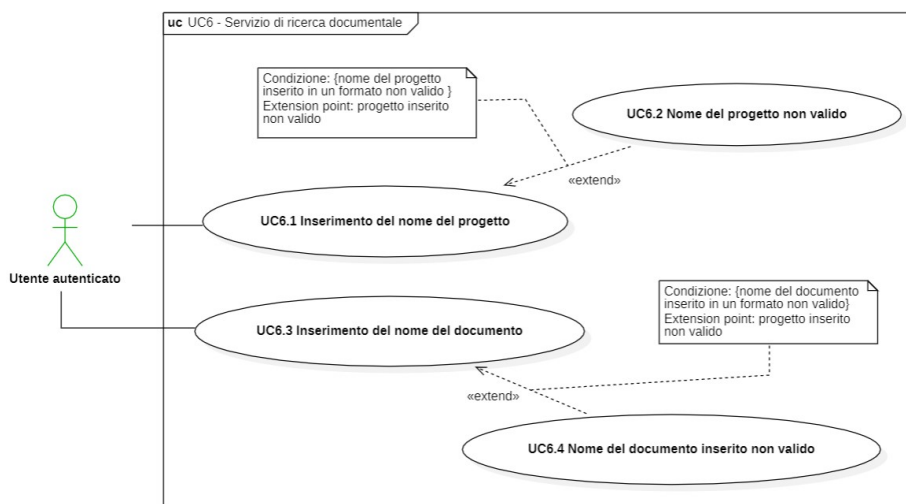 uc UC6 - Servizio di ricerca documentale
Condizione: {nome del progetto
inserito in un formato non valido }
Extension point: progetto inserito
non valido
UC6.2 Nome del progetto non valido
«extend»
UC6.1 Inserimento del nome del progetto
Utente autenticato
Condizione: {nome del documento
inserito in un formato non valido}
Extension point: progetto inserito
non valido
UC6.3 Inserimento del nome del documento
«extend»
UC6.4 Nome del documento inserito non valido